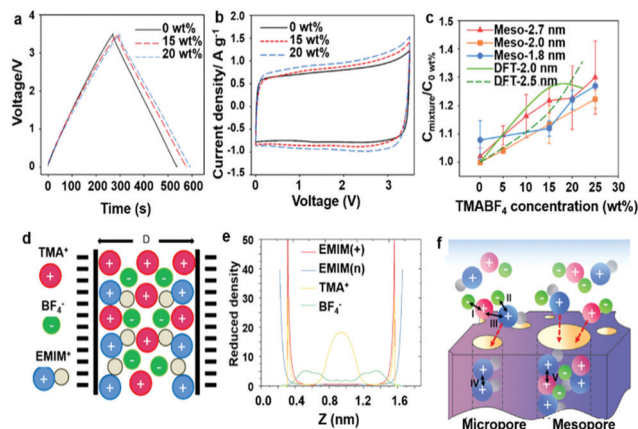 a
0 wt%
15 wt%
20 wt%
Voltage/V
4
3
2
1
0
0 100 200 300 400 500 600
Time (s)
b
0 wt%
15 wt%
20 wt%
Current density/ A g⁻¹
1.5
1.0
0.5
0.0
-0.5
-1.0
-1.5
0 1 2 3
Voltage (V)
c
Meso-2.7 nm
Meso-2.0 nm
Meso-1.8 nm
DFT-2.0 nm
DFT-2.5 nm
Cmixture/C0 wt%
1.4
1.3
1.2
1.1
1.0
0 5 10 15 20 25
TMABF₄ concentration (wt%)
d
D
TMA⁺
BF₄⁻
EMIM⁺
e
EMIM(+)
EMIM(n)
TMA⁺
BF₄⁻
Reduced density
50
40
30
20
10
0
0.0 0.4 0.8 1.2 1.6
Z (nm)
f
I
II
III
IV
V
Micropore
Mesopore